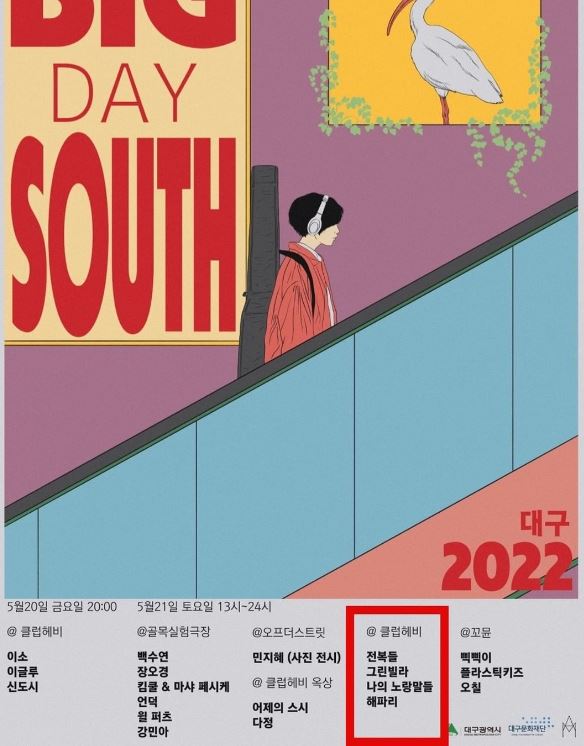 BIG
DAY
SOUTH
대구
2022
5월20일 금요일 20:00
@ 클럽헤비
이소
이글루
신도시
5월21일 토요일 13시~24시
@골목실험극장
백수연
장오경
킴쿨 & 마샤 페시케
언덕
윌 퍼츠
강민아
@오프더스트릿
민지혜 (사진 전시)
@ 클럽헤비 옥상
어제의 스시
다정
@ 클럽헤비
전복들
그린빌라
나의 노랑말들
해파리
@꼬뮨
삑삑이
플라스틱키즈
오칠
대구광역시
대구문화재단